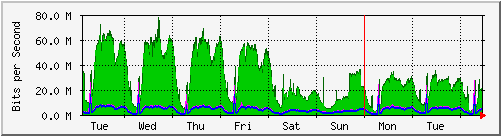 80.0 M
60.0 M
40.0 M
20.0 M
0.0 M
Bits per Second
Tue Wed Thu Fri Sat Sun Mon Tue